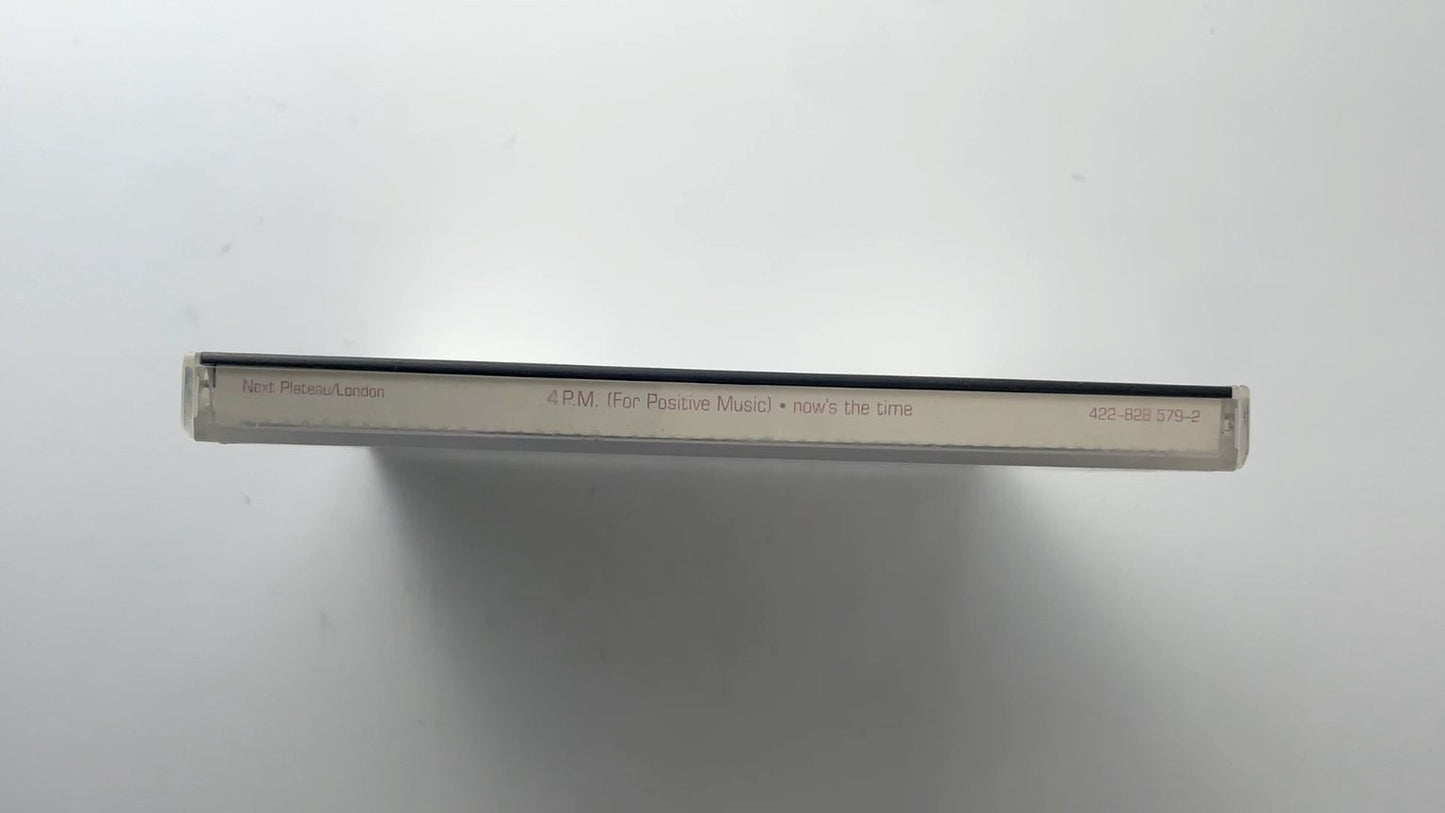 Next Plateau/London 4 P.M. (For Positive Music) • now's the time 422-828 579-2